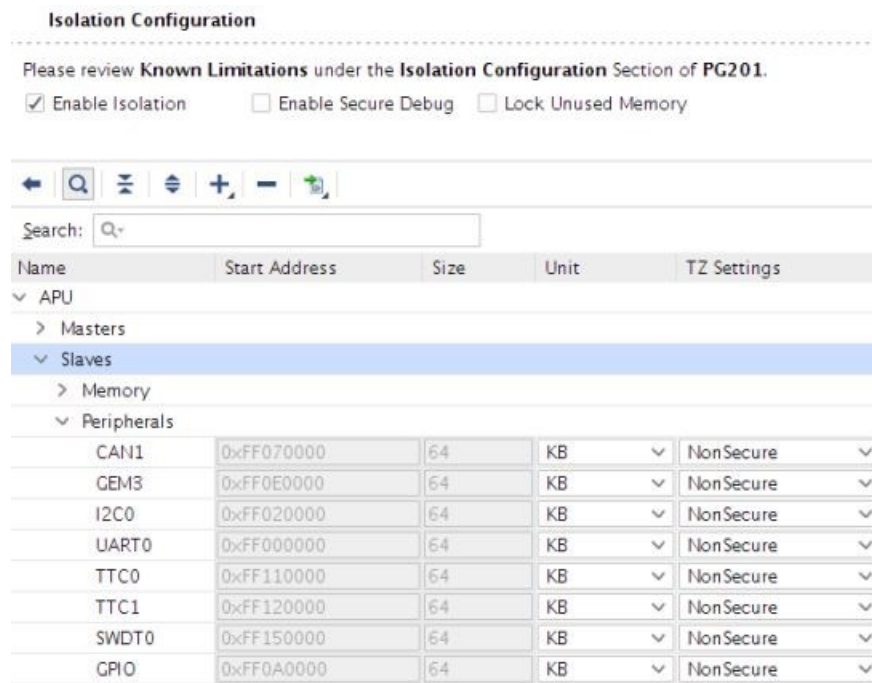 Isolation Configuration
Please review Known Limitations under the Isolation Configuration Section of PG201.
Enable Isolation Enable Secure Debug Lock Unused Memory
Search:
Name Start Address Size Unit TZ Settings
APU
Masters
Slaves
Memory
Peripherals
CAN1 0xFF070000 64 KB NonSecure
GEM3 0xFF0E0000 64 KB NonSecure
I2C0 0xFF020000 64 KB NonSecure
UART0 0xFF000000 64 KB NonSecure
TTC0 0xFF110000 64 KB NonSecure
TTC1 0xFF120000 64 KB NonSecure
SWDT0 0xFF150000 64 KB NonSecure
GPIO 0xFF0A0000 64 KB NonSecure